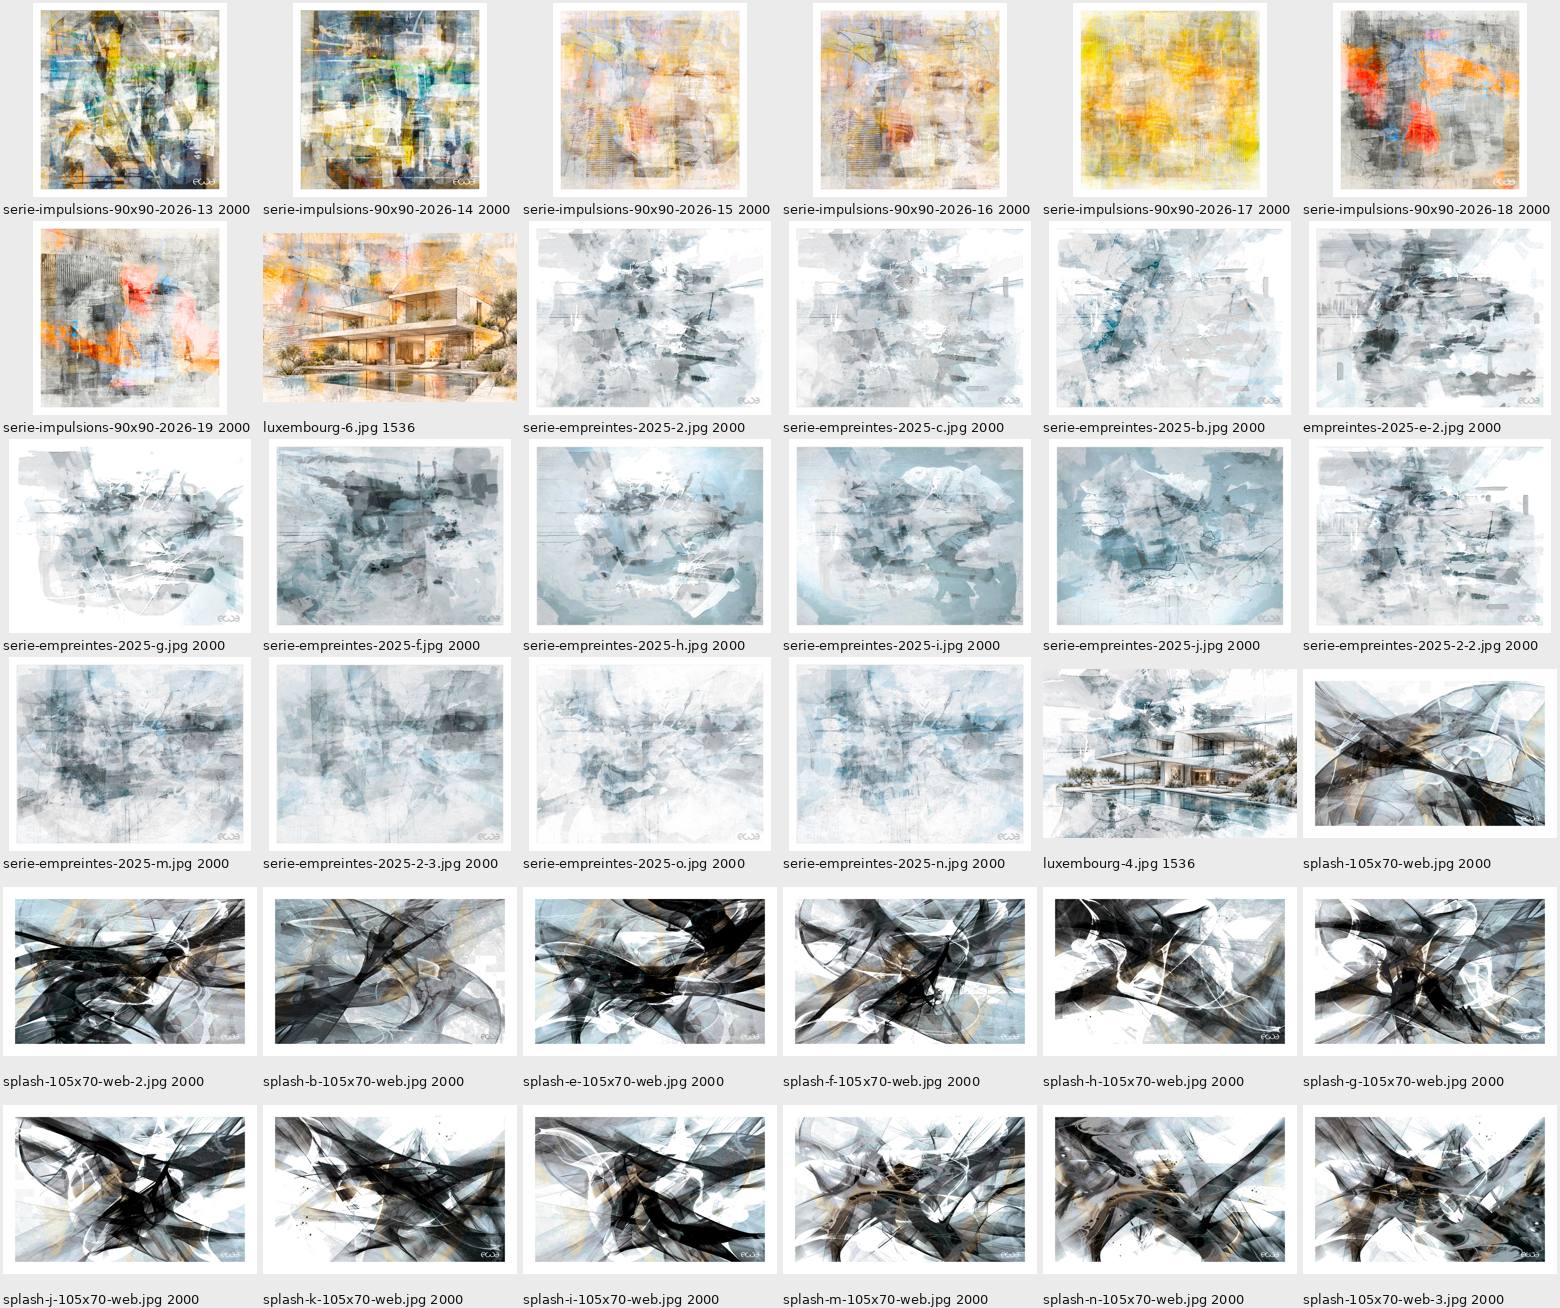 serie-impulsions-90x90-2026-13 2000
serie-impulsions-90x90-2026-14 2000
serie-impulsions-90x90-2026-15 2000
serie-impulsions-90x90-2026-16 2000
serie-impulsions-90x90-2026-17 2000
serie-impulsions-90x90-2026-18 2000
serie-impulsions-90x90-2026-19 2000
luxembourg-6.jpg 1536
serie-empreintes-2025-2.jpg 2000
serie-empreintes-2025-c.jpg 2000
serie-empreintes-2025-b.jpg 2000
empreintes-2025-e-2.jpg 2000
serie-empreintes-2025-g.jpg 2000
serie-empreintes-2025-f.jpg 2000
serie-empreintes-2025-h.jpg 2000
serie-empreintes-2025-i.jpg 2000
serie-empreintes-2025-j.jpg 2000
serie-empreintes-2025-2-2.jpg 2000
serie-empreintes-2025-m.jpg 2000
serie-empreintes-2025-2-3.jpg 2000
serie-empreintes-2025-o.jpg 2000
serie-empreintes-2025-n.jpg 2000
luxembourg-4.jpg 1536
splash-105x70-web.jpg 2000
splash-105x70-web-2.jpg 2000
splash-b-105x70-web.jpg 2000
splash-e-105x70-web.jpg 2000
splash-f-105x70-web.jpg 2000
splash-h-105x70-web.jpg 2000
splash-g-105x70-web.jpg 2000
splash-j-105x70-web.jpg 2000
splash-k-105x70-web.jpg 2000
splash-i-105x70-web.jpg 2000
splash-m-105x70-web.jpg 2000
splash-n-105x70-web.jpg 2000
splash-105x70-web-3.jpg 2000